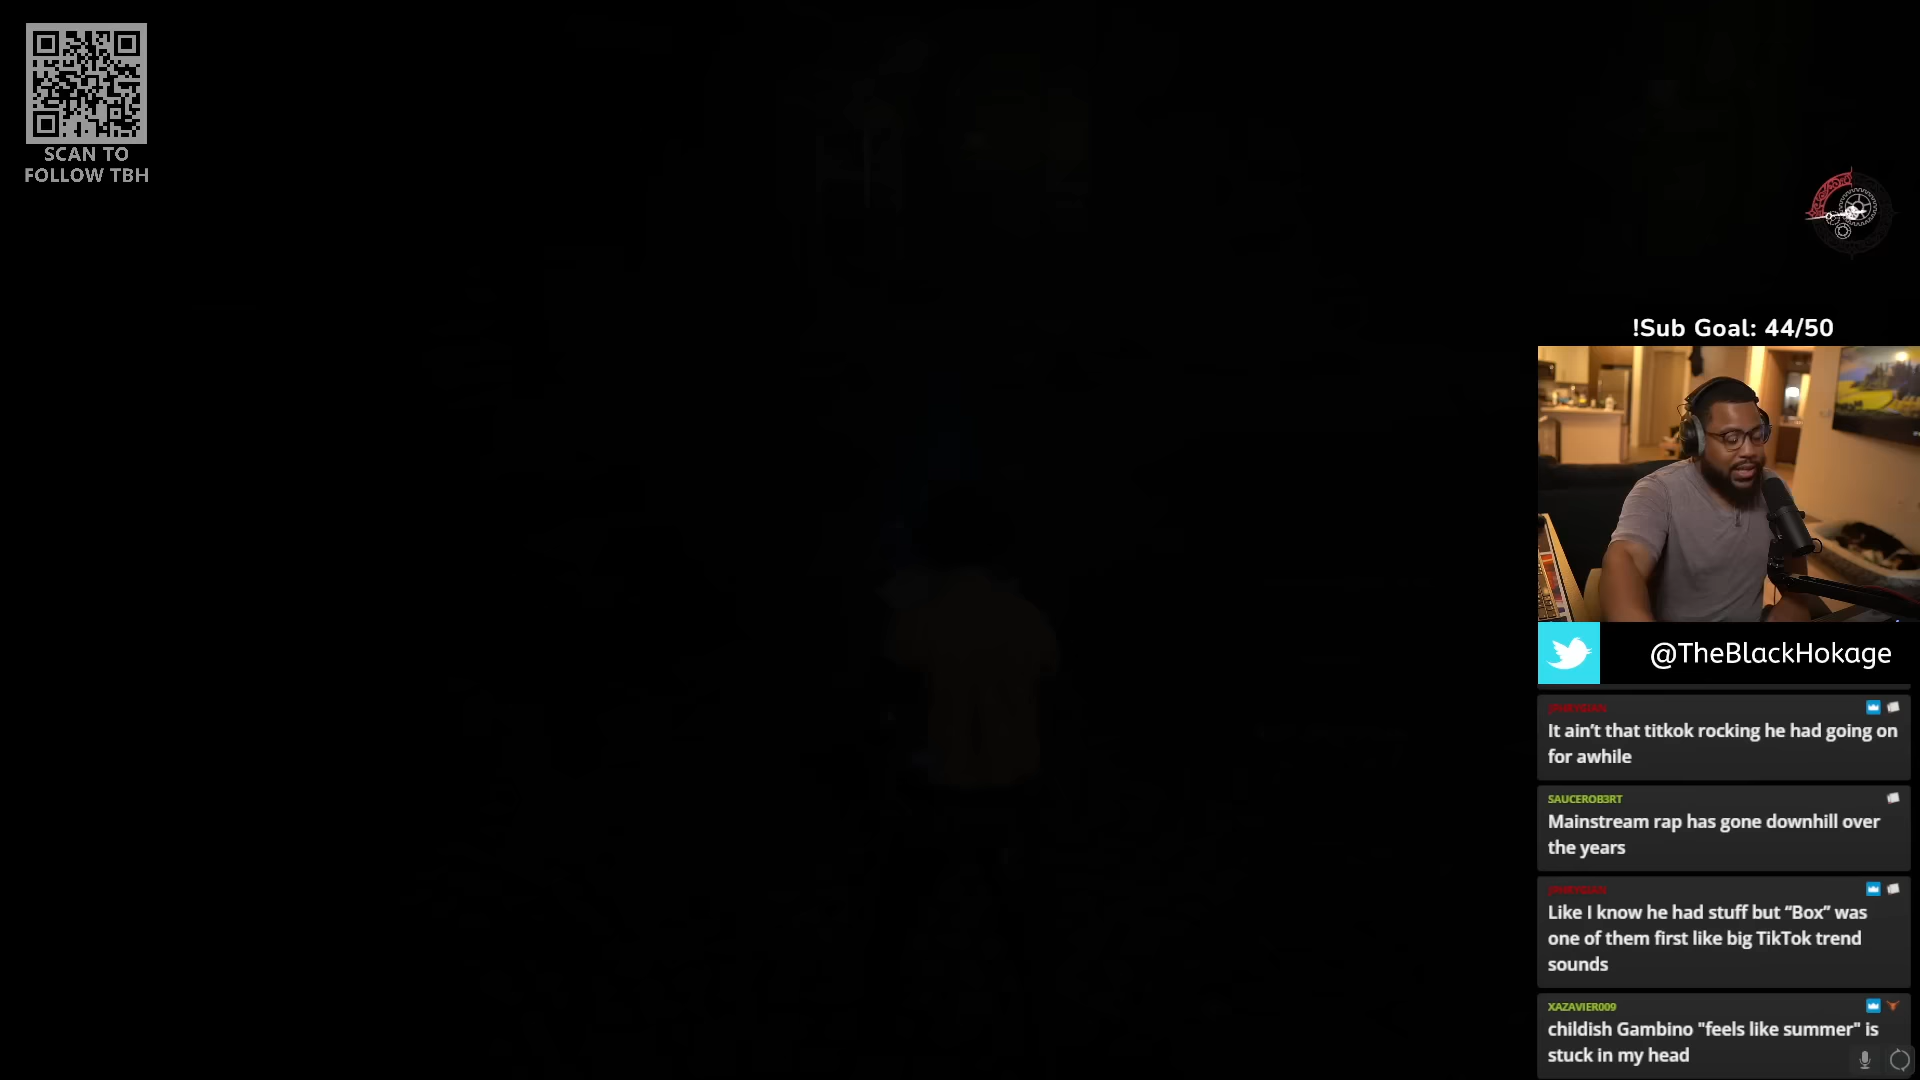 SCAN TO
FOLLOW TBH
!Sub Goal: 44/50
@TheBlackHokage
It ain't that titkok rocking he had going on
for awhile
SAUCEROB3RT
Mainstream rap has gone downhill over
the years
Like I know he had stuff but “Box” was
one of them first like big TikTok trend
sounds
XAZAVIER009
childish Gambino "feels like summer" is
stuck in my head